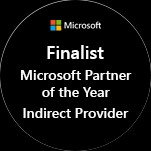 Microsoft
Finalist
Microsoft Partner
of the Year
Indirect Provider